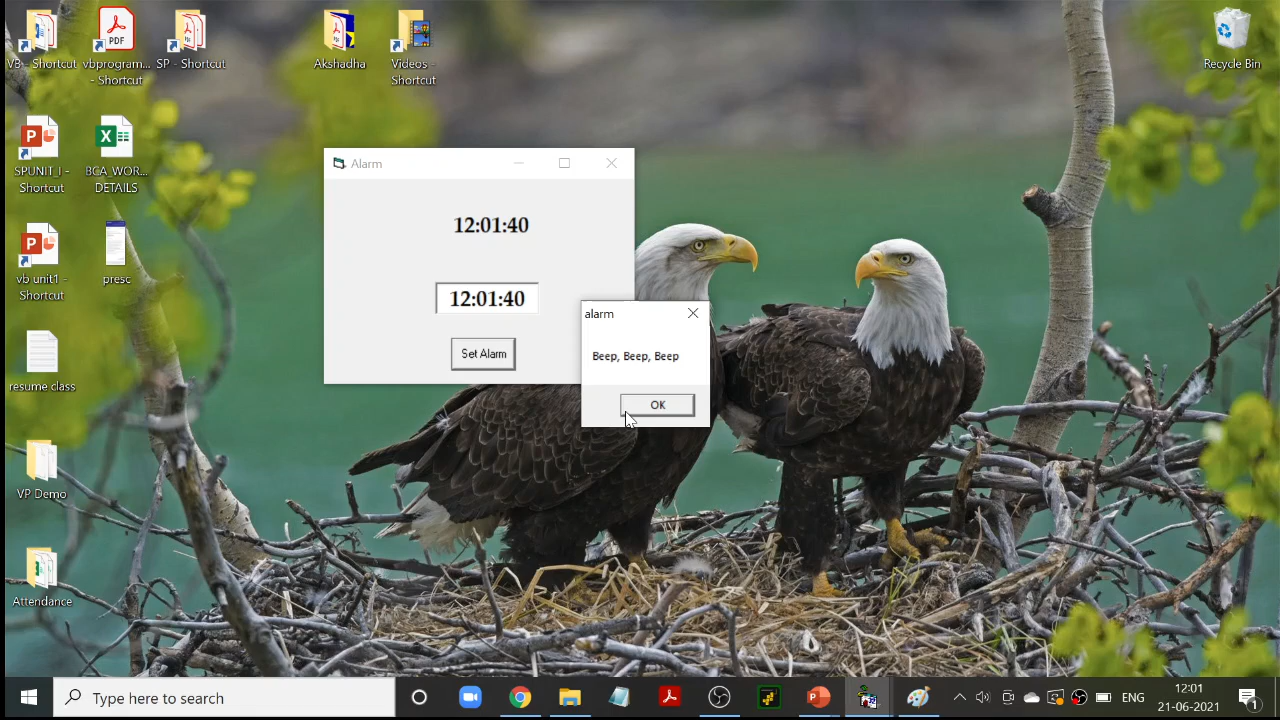 VB - Shortcut
PDF
vbprogram...
- Shortcut
SP - Shortcut
Akshadha
Videos -
Shortcut
Recycle Bin
SPUNIT_I -
Shortcut
BCA_WOR...
DETAILS
vb unit1 -
Shortcut
presc
resume class
VP Demo
Attendance
Alarm
12:01:40
12:01:40
Set Alarm
alarm
Beep, Beep, Beep
OK
Type here to search
ENG
12:01
21-06-2021
1